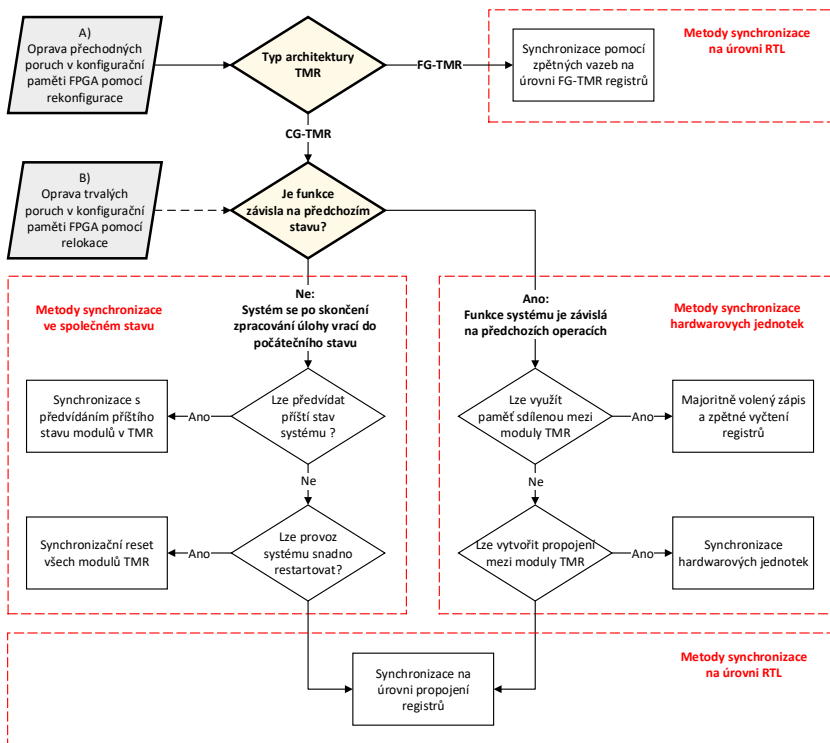 A)
Oprava přechodných
poruch v konfigurační
paměti FPGA pomocí
rekonfigurace
Typ architektury
TMR
FG-TMR
Synchronizace pomocí
zpětných vazeb na
úrovni FG-TMR registrů
Metody synchronizace
na úrovni RTL
CG-TMR
B)
Oprava trvalých
poruch v konfigurační
paměti FPGA pomocí
relokace
Je funkce
závisla na předchozím
stavu?
Metody synchronizace
ve společném stavu
Ne:
Systém se po skončení
zpracování úlohy vrací do
počátečního stavu
Ano:
Funkce systému je závislá
na předchozích operacích
Metody synchronizace
hardwarovych jednotek
Synchronizace s
předvídáním příštího
stavu modulů v TMR
Ano
Lze předvídat
příští stav
systému ?
Lze využít
paměť sdílenou mezi
moduly TMR
Ano
Majoritně volený zápis
a zpětné vyčtení
registrů
Ne
Ne
Synchronizační reset
všech modulů TMR
Ano
Lze provoz
systému snadno
restartovat?
Lze vytvořit propojení
mezi moduly TMR
Ano
Synchronizace
hardwarových jednotek
Synchronizace na
úrovni propojení
registrů
Metody synchronizace
na úrovni RTL